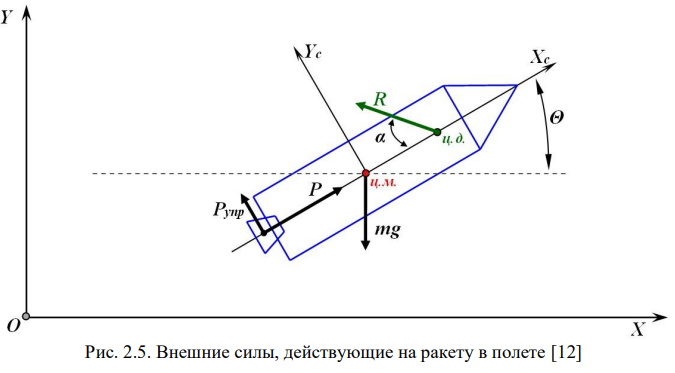 Y
Yc
Xc
R
Θ
α
ц.д.
P
ц.м.
Pупр
mg
O
X
Рис. 2.5. Внешние силы, действующие на ракету в полете [12]